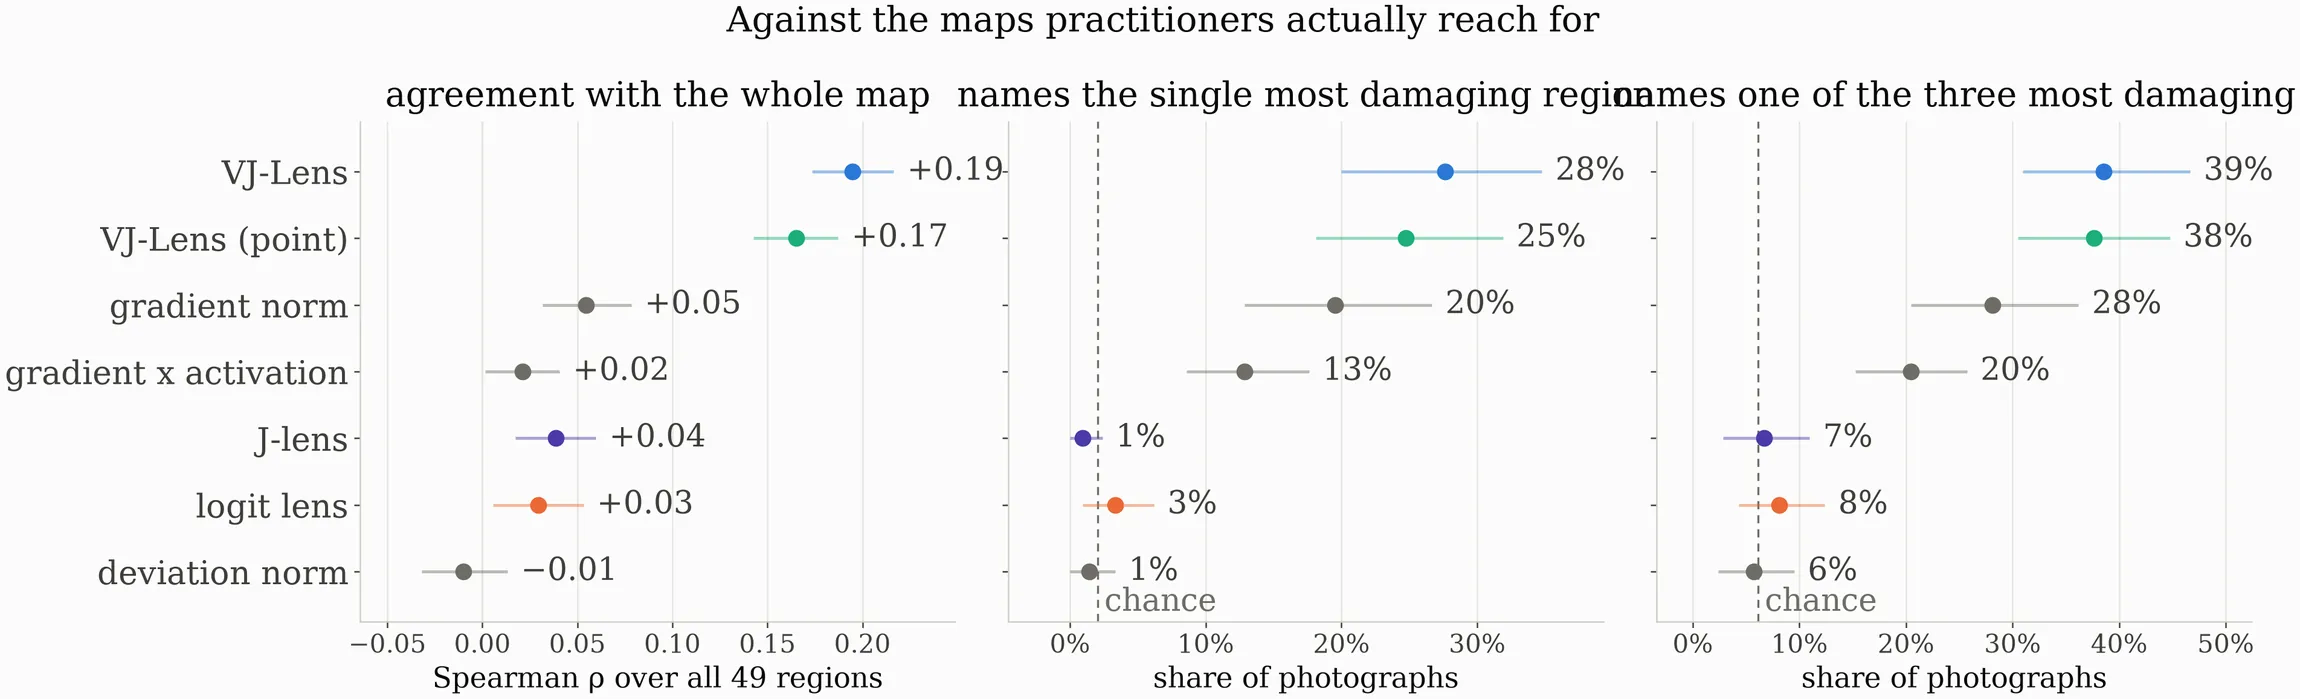 Against the maps practitioners actually reach for
agreement with the whole map
names the single most damaging region
names one of the three most damaging
VJ-Lens
VJ-Lens (point)
gradient norm
gradient x activation
J-lens
logit lens
deviation norm
+0.19
+0.17
+0.05
+0.02
+0.04
+0.03
−0.01
−0.05 0.00 0.05 0.10 0.15 0.20
Spearman ρ over all 49 regions
28%
25%
20%
13%
1%
3%
1%
chance
0% 10% 20% 30%
share of photographs
39%
38%
28%
20%
7%
8%
6%
chance
0% 10% 20% 30% 40% 50%
share of photographs